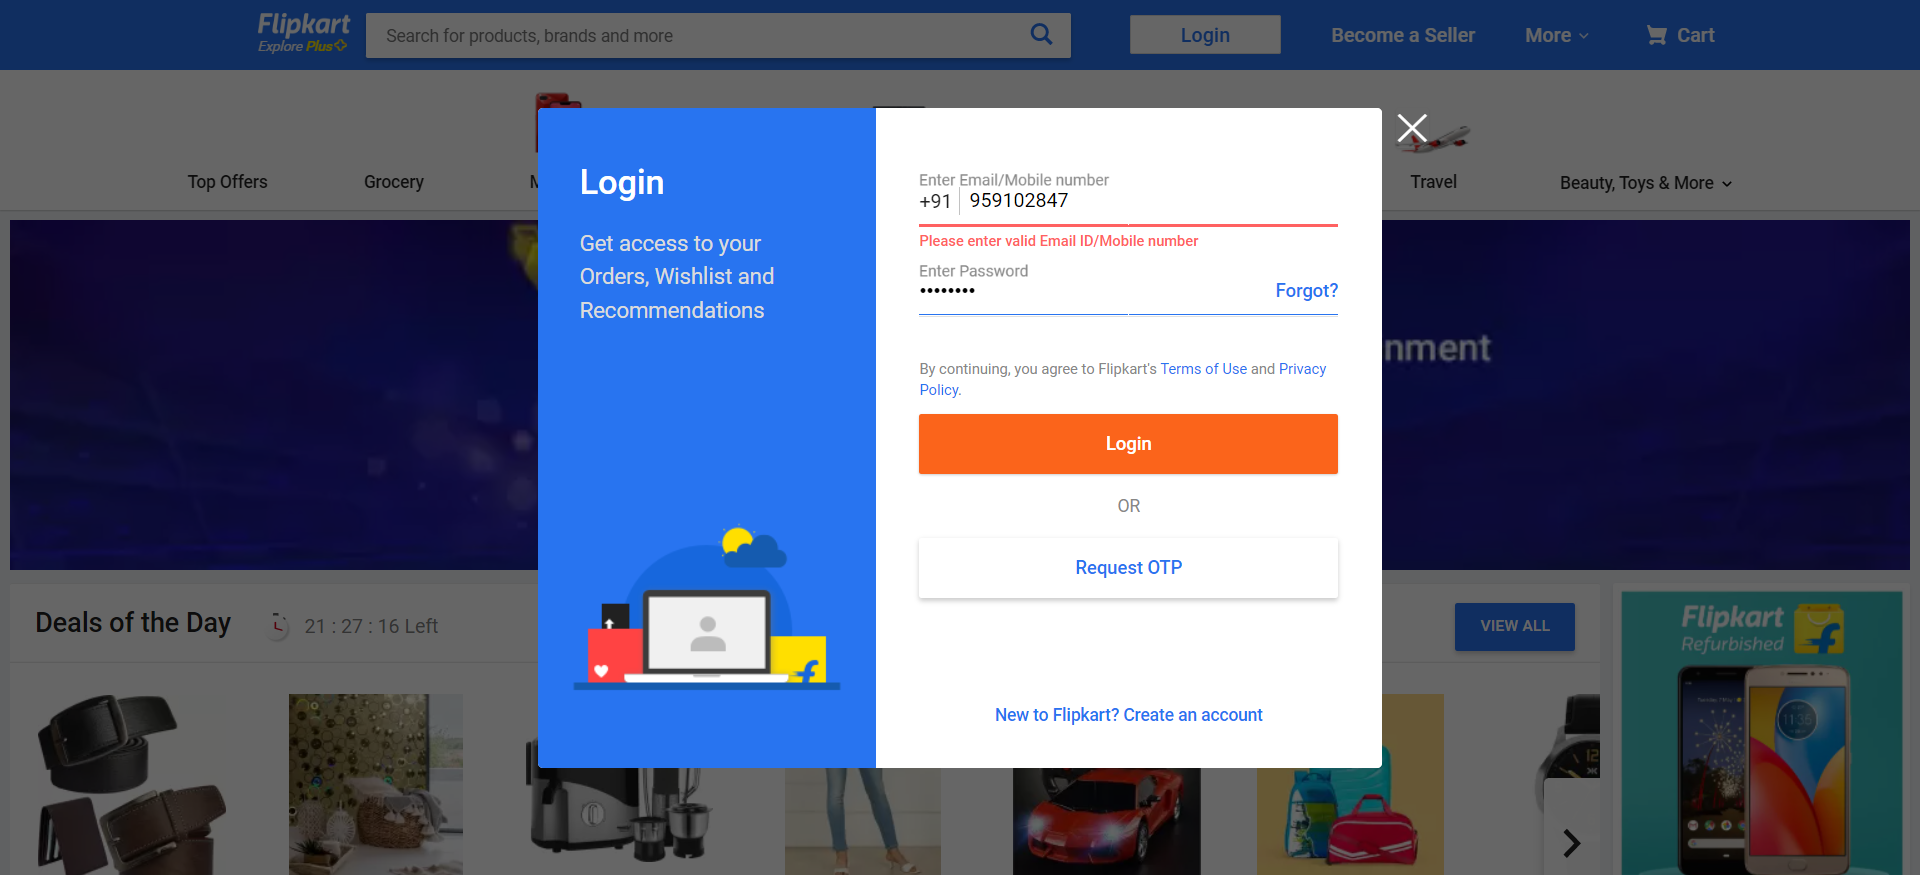 Flipkart
Explore Plus
Search for products, brands and more
Login
Become a Seller
More
Cart
Top Offers
Grocery
Travel
Beauty, Toys & More
Login
Get access to your
Orders, Wishlist and
Recommendations
Enter Email/Mobile number
+91 959102847
Please enter valid Email ID/Mobile number
Enter Password
••••••••
Forgot?
By continuing, you agree to Flipkart's Terms of Use and Privacy
Policy.
Login
OR
Request OTP
New to Flipkart? Create an account
nment
Deals of the Day
21 : 27 : 16 Left
VIEW ALL
Flipkart
Refurbished
11:35